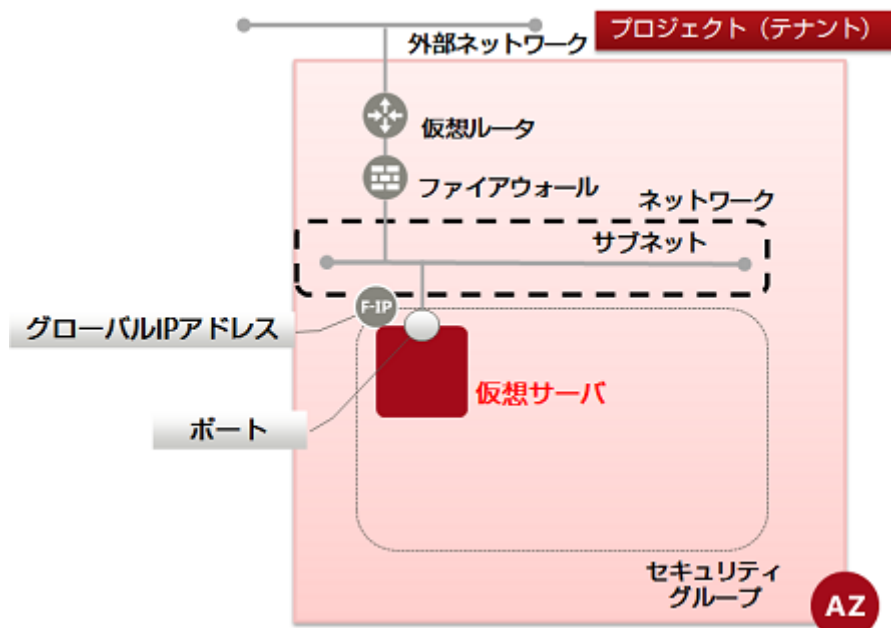 プロジェクト（テナント）
外部ネットワーク
仮想ルータ
ファイアウォール
ネットワーク
サブネット
F-IP
グローバルIPアドレス
仮想サーバ
ポート
セキュリティ
グループ
AZ